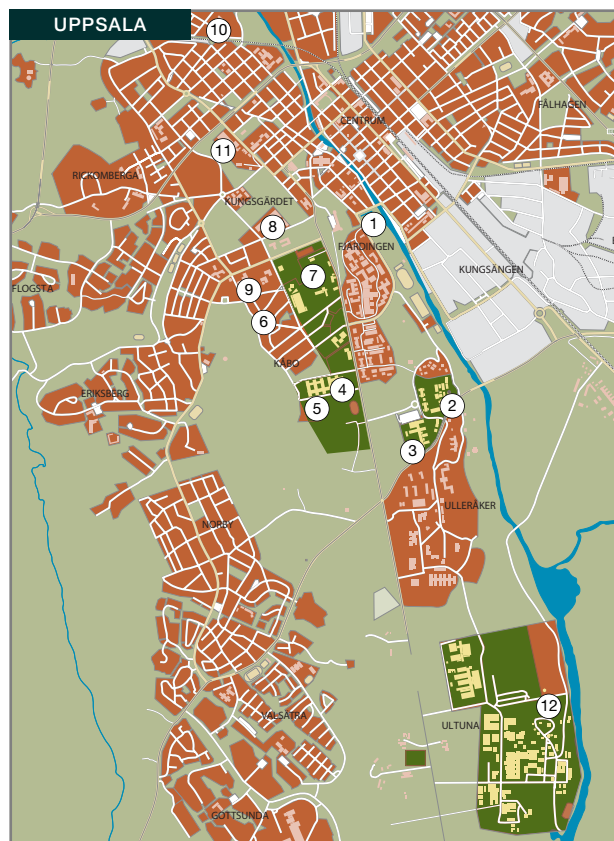 UPPSALA
10
FÅLHAGEN
CENTRUM
11
RICKOMBERGA
KUNGSGÄRDET
1
8
FJÄRDINGEN
7
KUNGSÄNGEN
FLOGSTA
9
6
KÅBO
4
ERIKSBERG
5
2
3
ULLERÅKER
NORBY
12
VALSÄTRA
ULTUNA
GOTTSUNDA